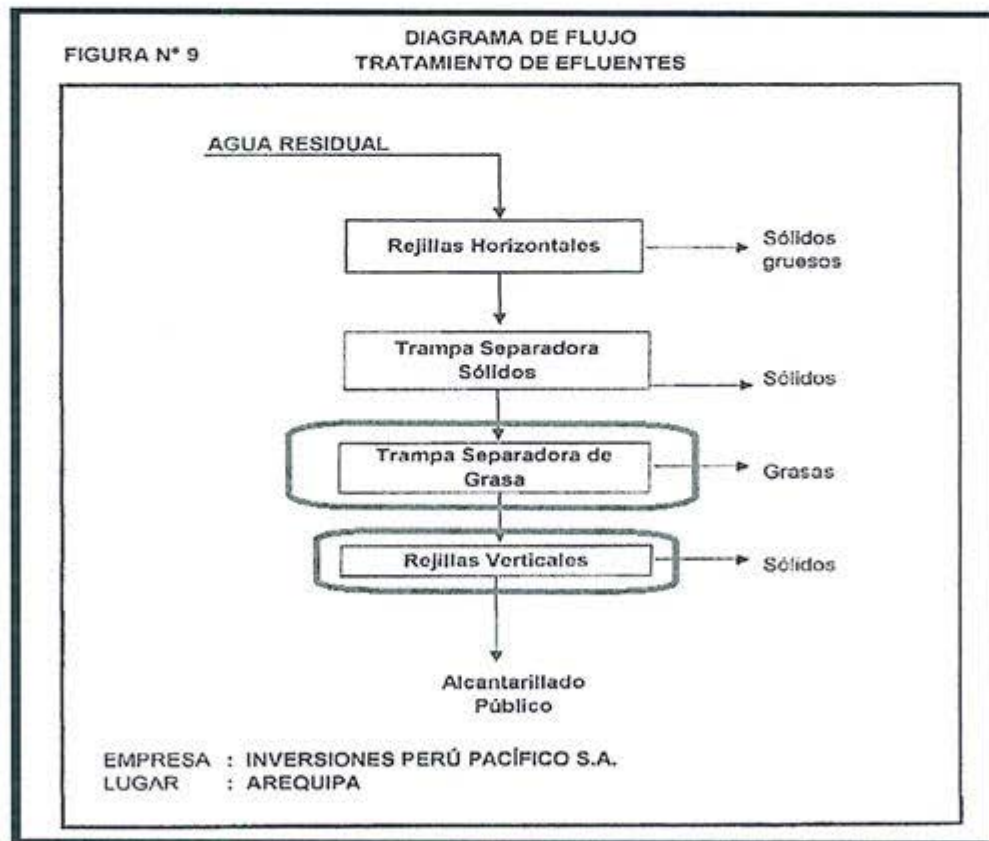 FIGURA N° 9
DIAGRAMA DE FLUJO
TRATAMIENTO DE EFLUENTES
AGUA RESIDUAL
Rejillas Horizontales
Sólidos
gruesos
Trampa Separadora
Sólidos
Sólidos
Trampa Separadora de
Grasa
Grasas
Rejillas Verticales
Sólidos
Alcantarillado
Público
EMPRESA : INVERSIONES PERÚ PACÍFICO S.A.
LUGAR : AREQUIPA